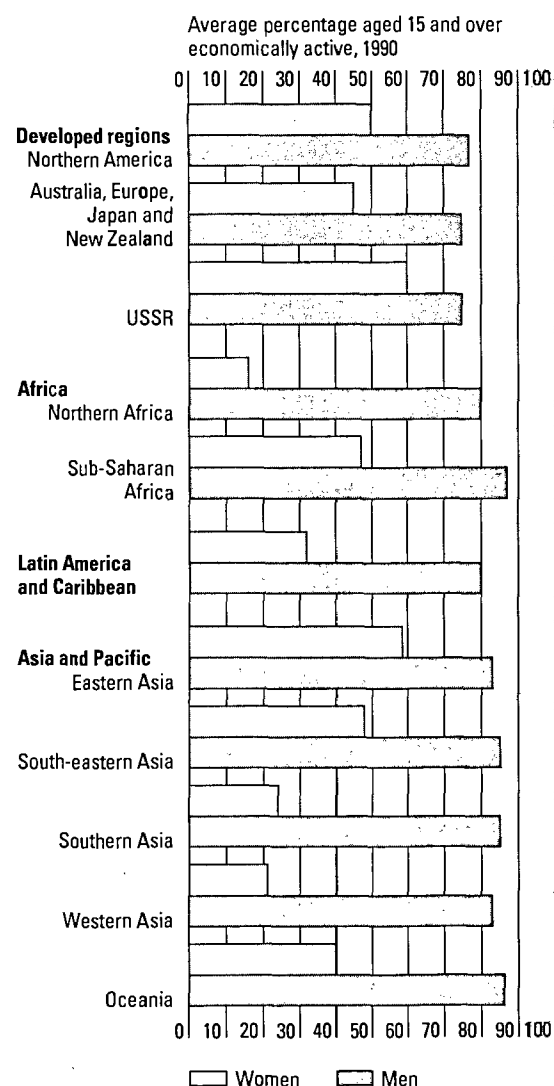 Average percentage aged 15 and over
economically active, 1990
0 10 20 30 40 50 60 70 80 90 100
Developed regions
Northern America
Australia, Europe,
Japan and
New Zealand
USSR
Africa
Northern Africa
Sub-Saharan
Africa
Latin America
and Caribbean
Asia and Pacific
Eastern Asia
South-eastern Asia
Southern Asia
Western Asia
Oceania
0 10 20 30 40 50 60 70 80 90 100
Women Men